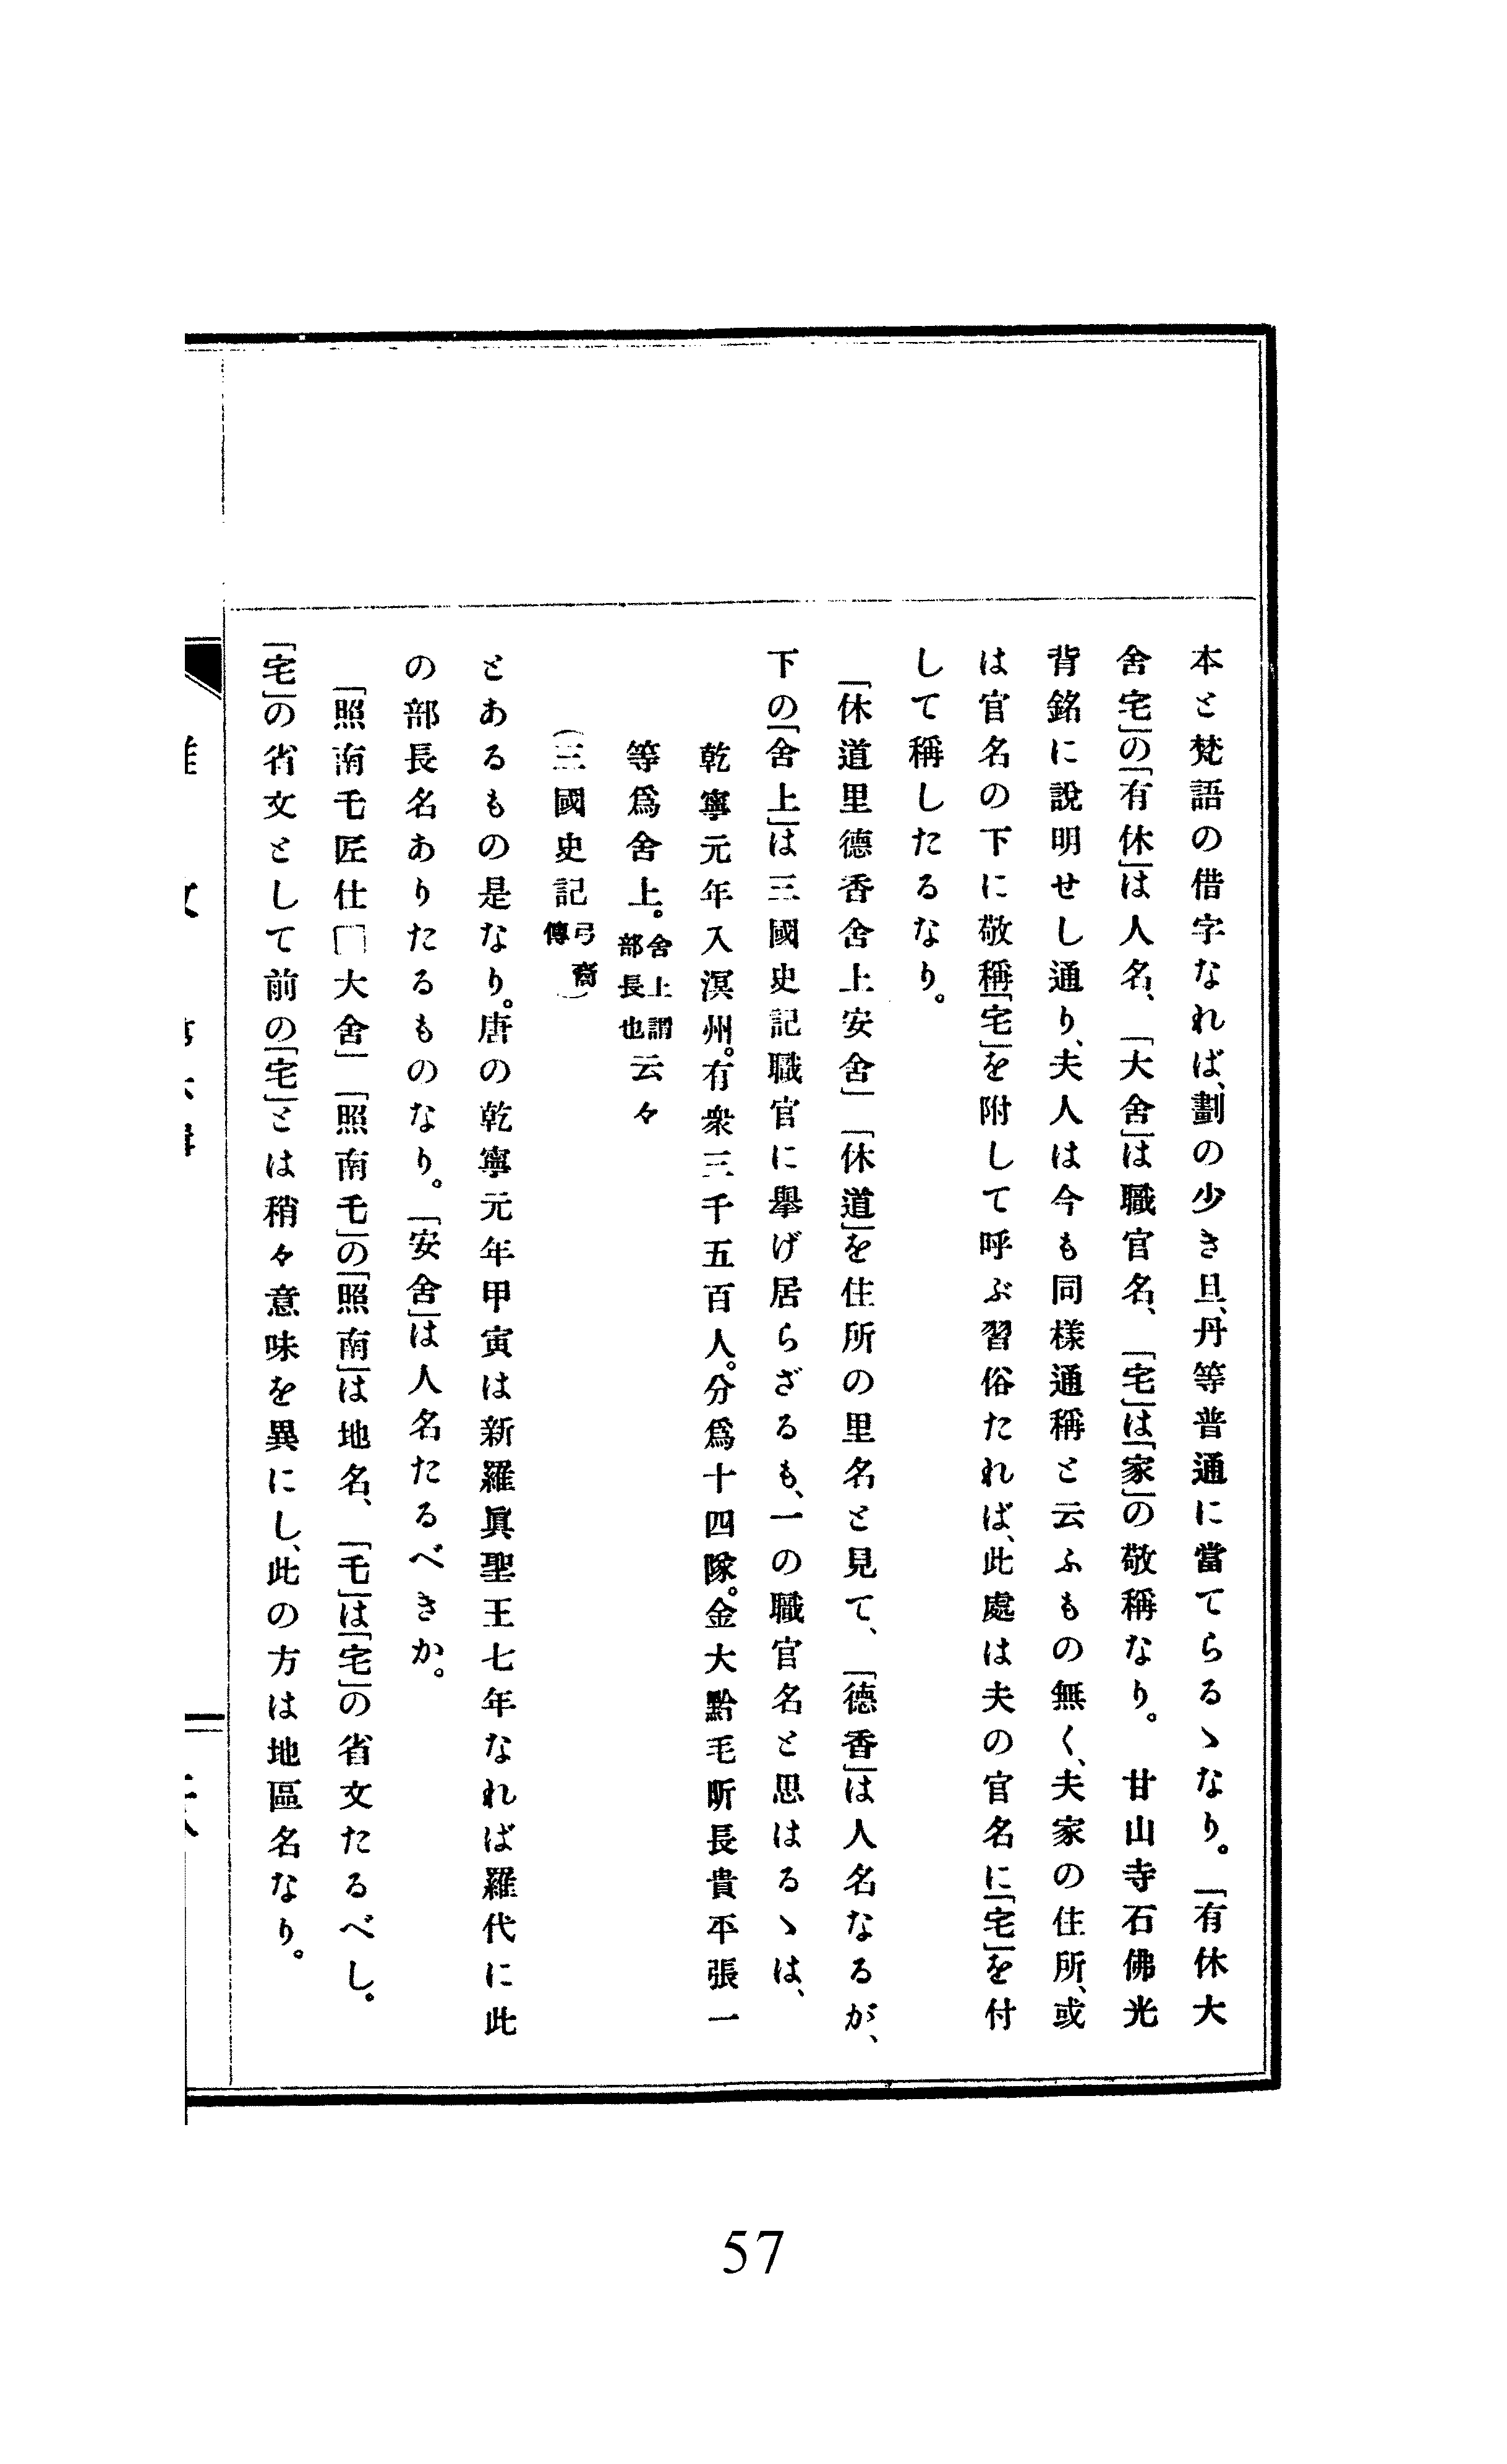 本と梵語の借字なれば、劃の少き旦、丹等普通に當てらるゝなり。「有休大
舍宅」の「有休」は人名、「大舍」は職官名、「宅」は「家」の敬稱なり。甘山寺石佛光
背銘に說明せし通り、夫人は今も同樣通稱と云ふもの無く、夫家の住所、或
は官名の下に敬稱「宅」を附して呼ぶ習俗たれば、此處は夫の官名に「宅」を付
して稱したるなり。
「休道里德香舍上安舍」「休道」を住所の里名と見て、「德香」は人名なるが、
下の「舍上」は三國史記職官に擧げ居らざるも、一の職官名と思はるゝは、
乾寧元年入溟州。有衆三千五百人。分爲十四隊。金大黔毛昕長貴平張一
等爲舍上。舍上謂部長也云々
(三國史記弓裔傳)
とあるもの是なり。唐の乾寧元年甲寅は新羅眞聖王七年なれば羅代に此
の部長名ありたるものなり。「安舍」は人名たるべきか。
「照南乇匠仕□大舍」「照南乇」の「照南」は地名、「乇」は「宅」の省文たるべし。
「宅」の省文として前の「宅」とは稍々意味を異にし、此の方は地區名なり。
57